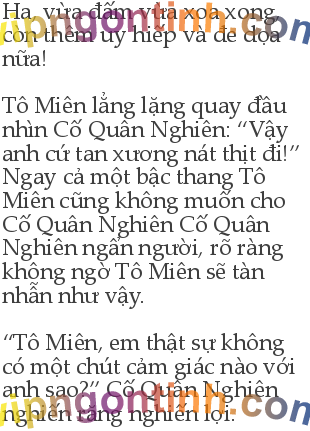 Ha, vừa đấm vừa xoa xong,
còn thêm uy hiếp và đe dọa
nữa!
Tô Miên lẳng lặng quay đầu
nhìn Cố Quân Nghiên: “Vậy
anh cứ tan xương nát thịt đi!”
Ngay cả một bậc thang Tô
Miên cũng không muốn cho
Cố Quân Nghiên Cố Quân
Nghiên ngẩn người, rõ ràng
không ngờ Tô Miên sẽ tàn
nhẫn như vậy.
“Tô Miên, em thật sự không
có một chút cảm giác nào với
anh sao?” Cố Quân Nghiên
nghiến răng nghiến lợi.
vipngontinh.com
vipngontinh.com